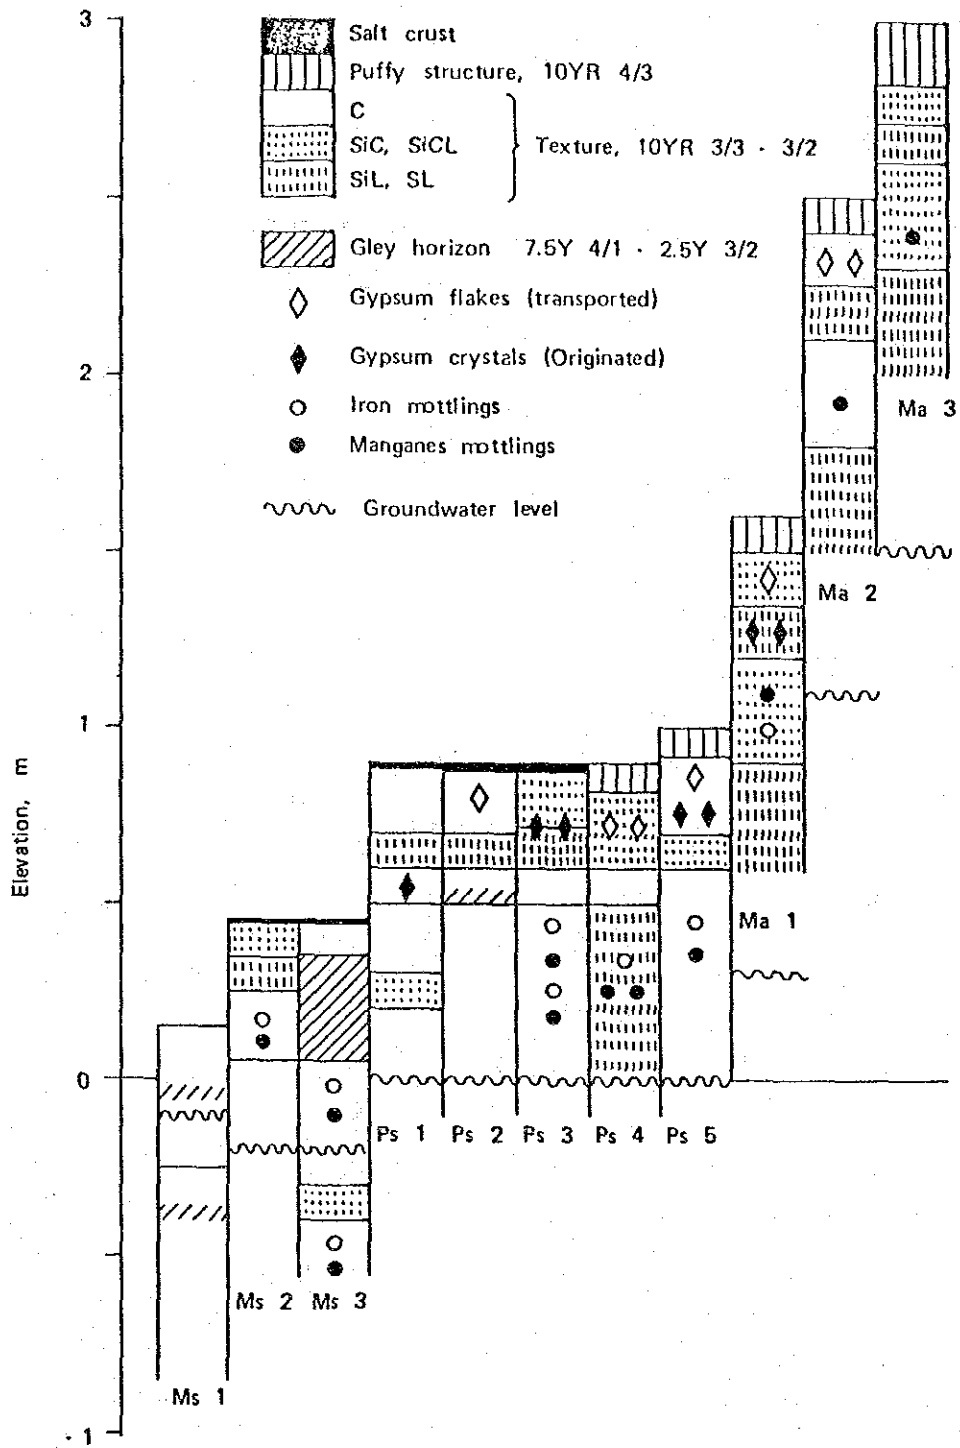 3
Salt crust
Puffy structure, 10YR 4/3
C
SiC, SiCL
Texture, 10YR 3/3 · 3/2
SiL, SL
Gley horizon 7.5Y 4/1 · 2.5Y 3/2
Gypsum flakes (transported)
Gypsum crystals (Originated)
Iron mottlings
Manganes mottlings
Groundwater level
2
Ma 3
Ma 2
1
Elevation, m
Ma 1
0
Ps 1
Ps 2
Ps 3
Ps 4
Ps 5
Ms 2
Ms 3
Ms 1
-1